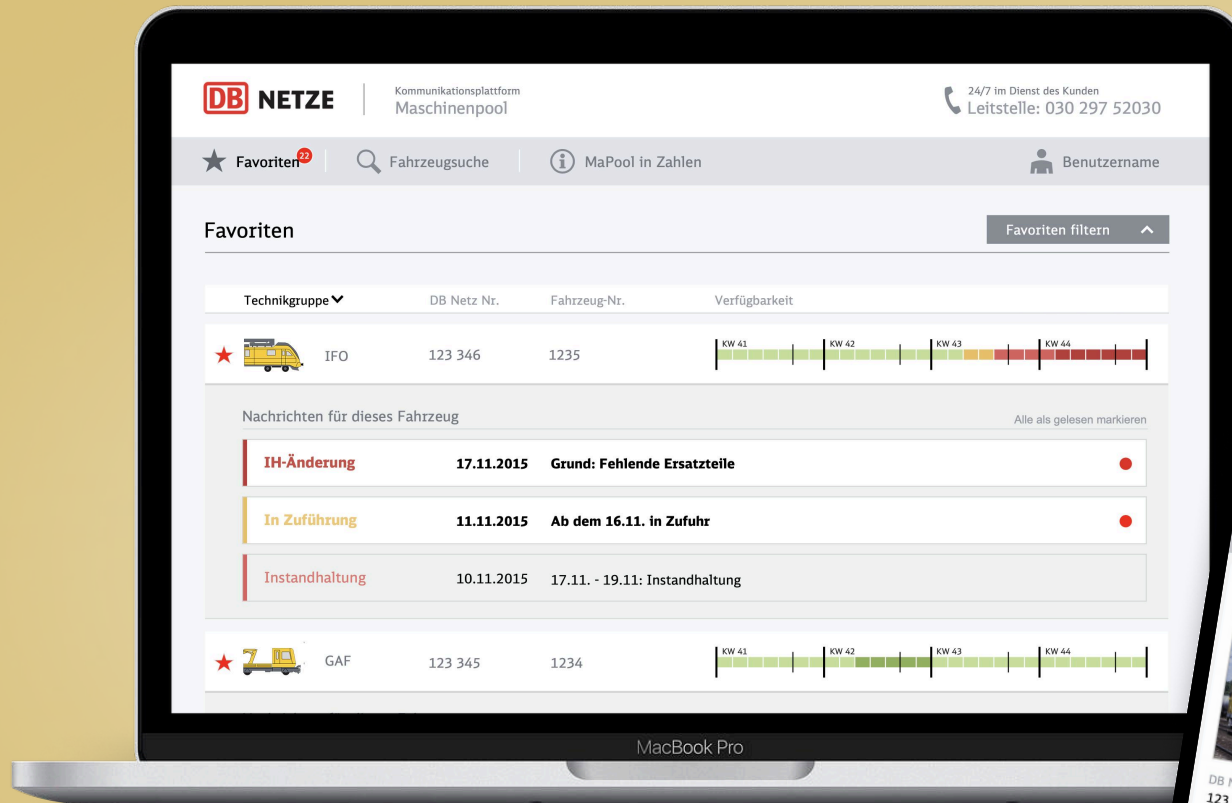 DB NETZE
Kommunikationsplattform
Maschinenpool
24/7 im Dienst des Kunden
Leitstelle: 030 297 52030
Favoriten 22
Fahrzeugsuche
MaPool in Zahlen
Benutzername
Favoriten
Favoriten filtern
Technikgruppe DB Netz Nr. Fahrzeug-Nr. Verfügbarkeit
IFO 123 346 1235 KW 41 KW 42 KW 43 KW 44
Nachrichten für dieses Fahrzeug
Alle als gelesen markieren
IH-Änderung 17.11.2015 Grund: Fehlende Ersatzteile
In Zuführung 11.11.2015 Ab dem 16.11. in Zufuhr
Instandhaltung 10.11.2015 17.11. - 19.11: Instandhaltung
GAF 123 345 1234 KW 41 KW 42 KW 43 KW 44
MacBook Pro
DB
123